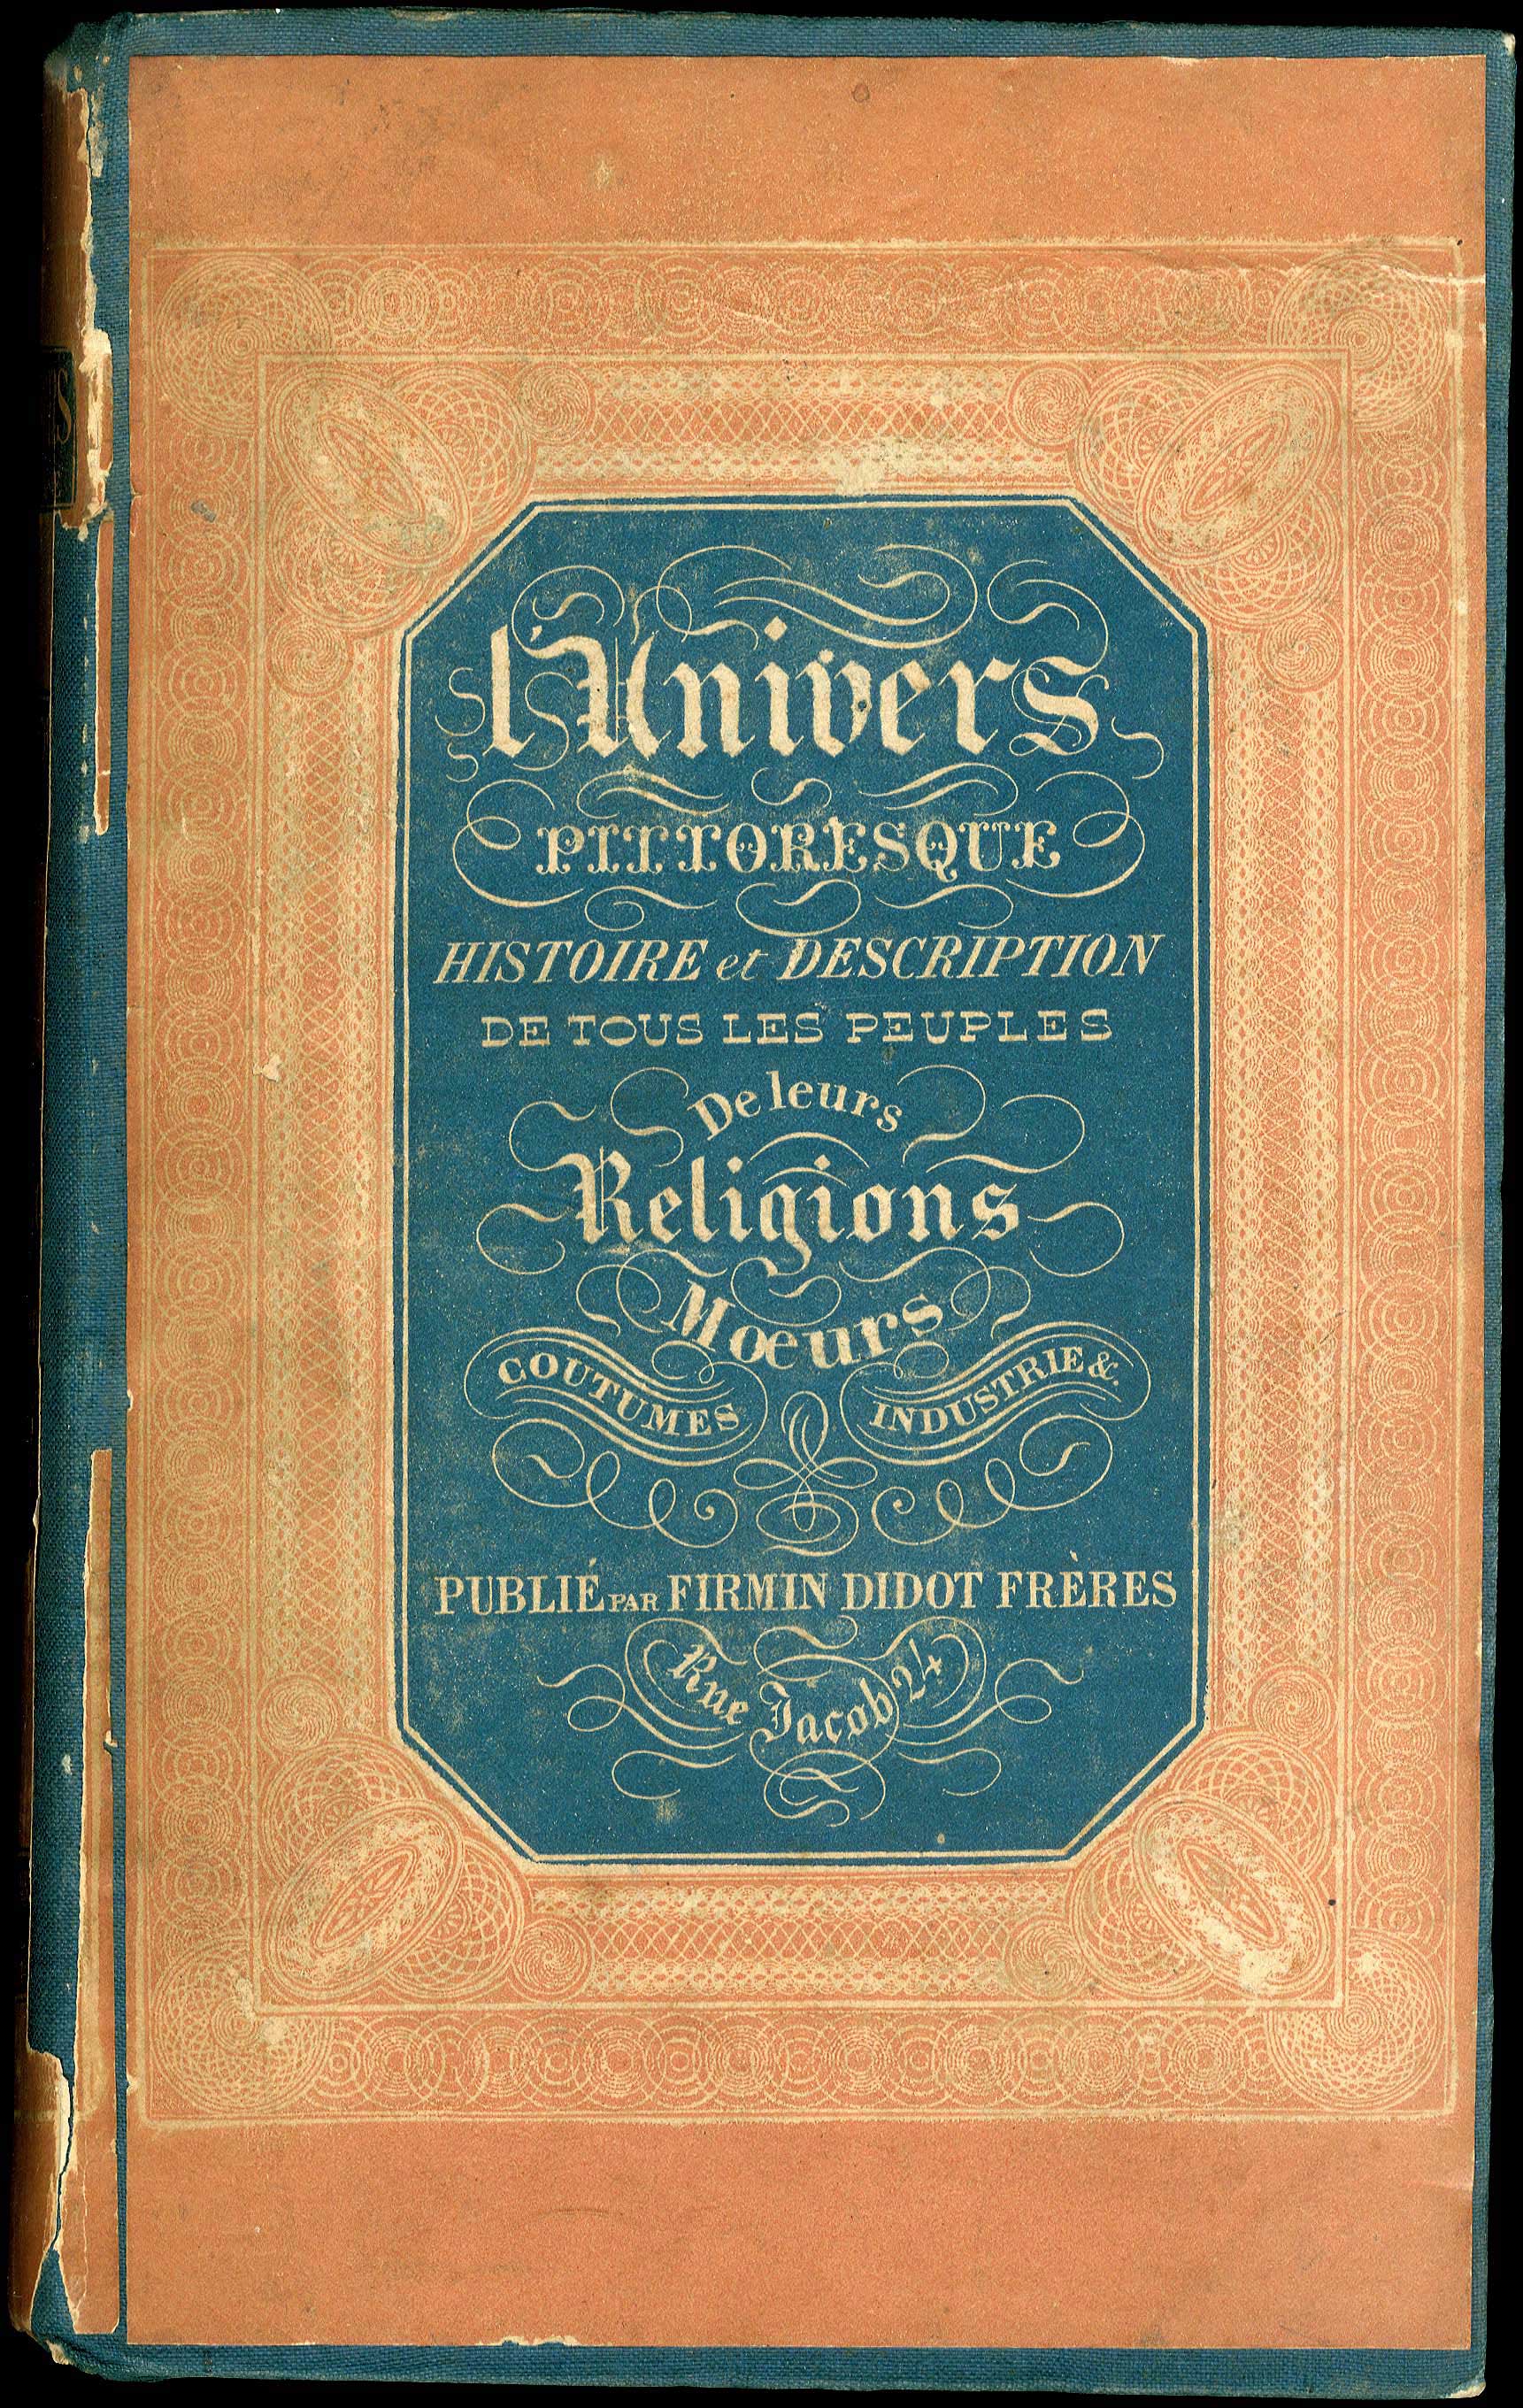 l'Univers
PITTORESQUE
HISTOIRE et DESCRIPTION
DE TOUS LES PEUPLES
De leurs
Religions
Mœurs
COUTUMES INDUSTRIE &.
PUBLIÉ PAR FIRMIN DIDOT FRÈRES
Rue Jacob 24